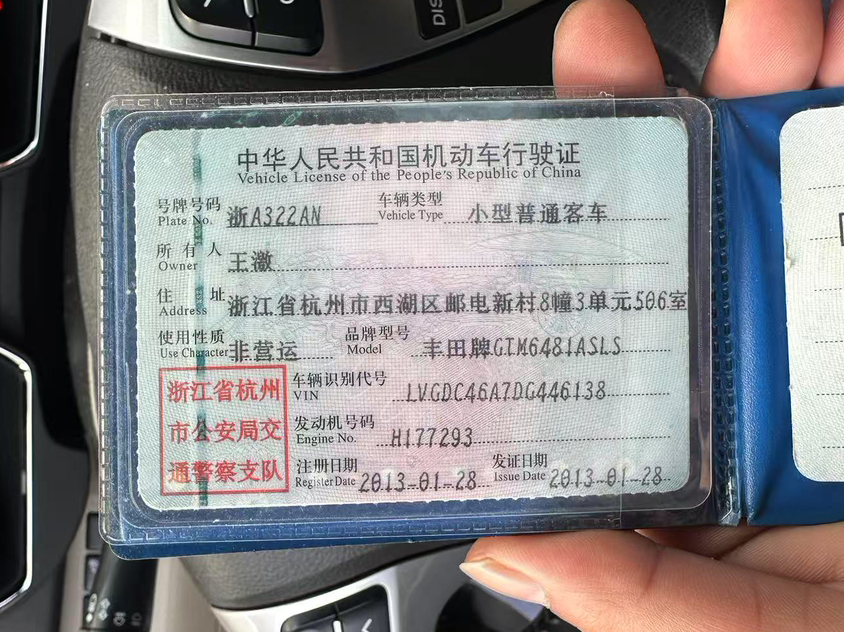 DIS
中华人民共和国机动车行驶证
Vehicle License of the People's Republic of China
号牌号码 浙A322AN 车辆类型 小型普通客车
Plate No. Vehicle Type
所有人 王激
Owner
住址 浙江省杭州市西湖区邮电新村8幢3单元506室
Address
使用性质 非营运 品牌型号 丰田牌GTM6481ASLS
Use Character Model
浙江省杭州
市公安局交
通警察支队
车辆识别代号 LVGDC46A7DG446138
VIN
发动机号码 H177293
Engine No.
注册日期 2013-01-28 发证日期 2013-01-28
Register Date Issue Date